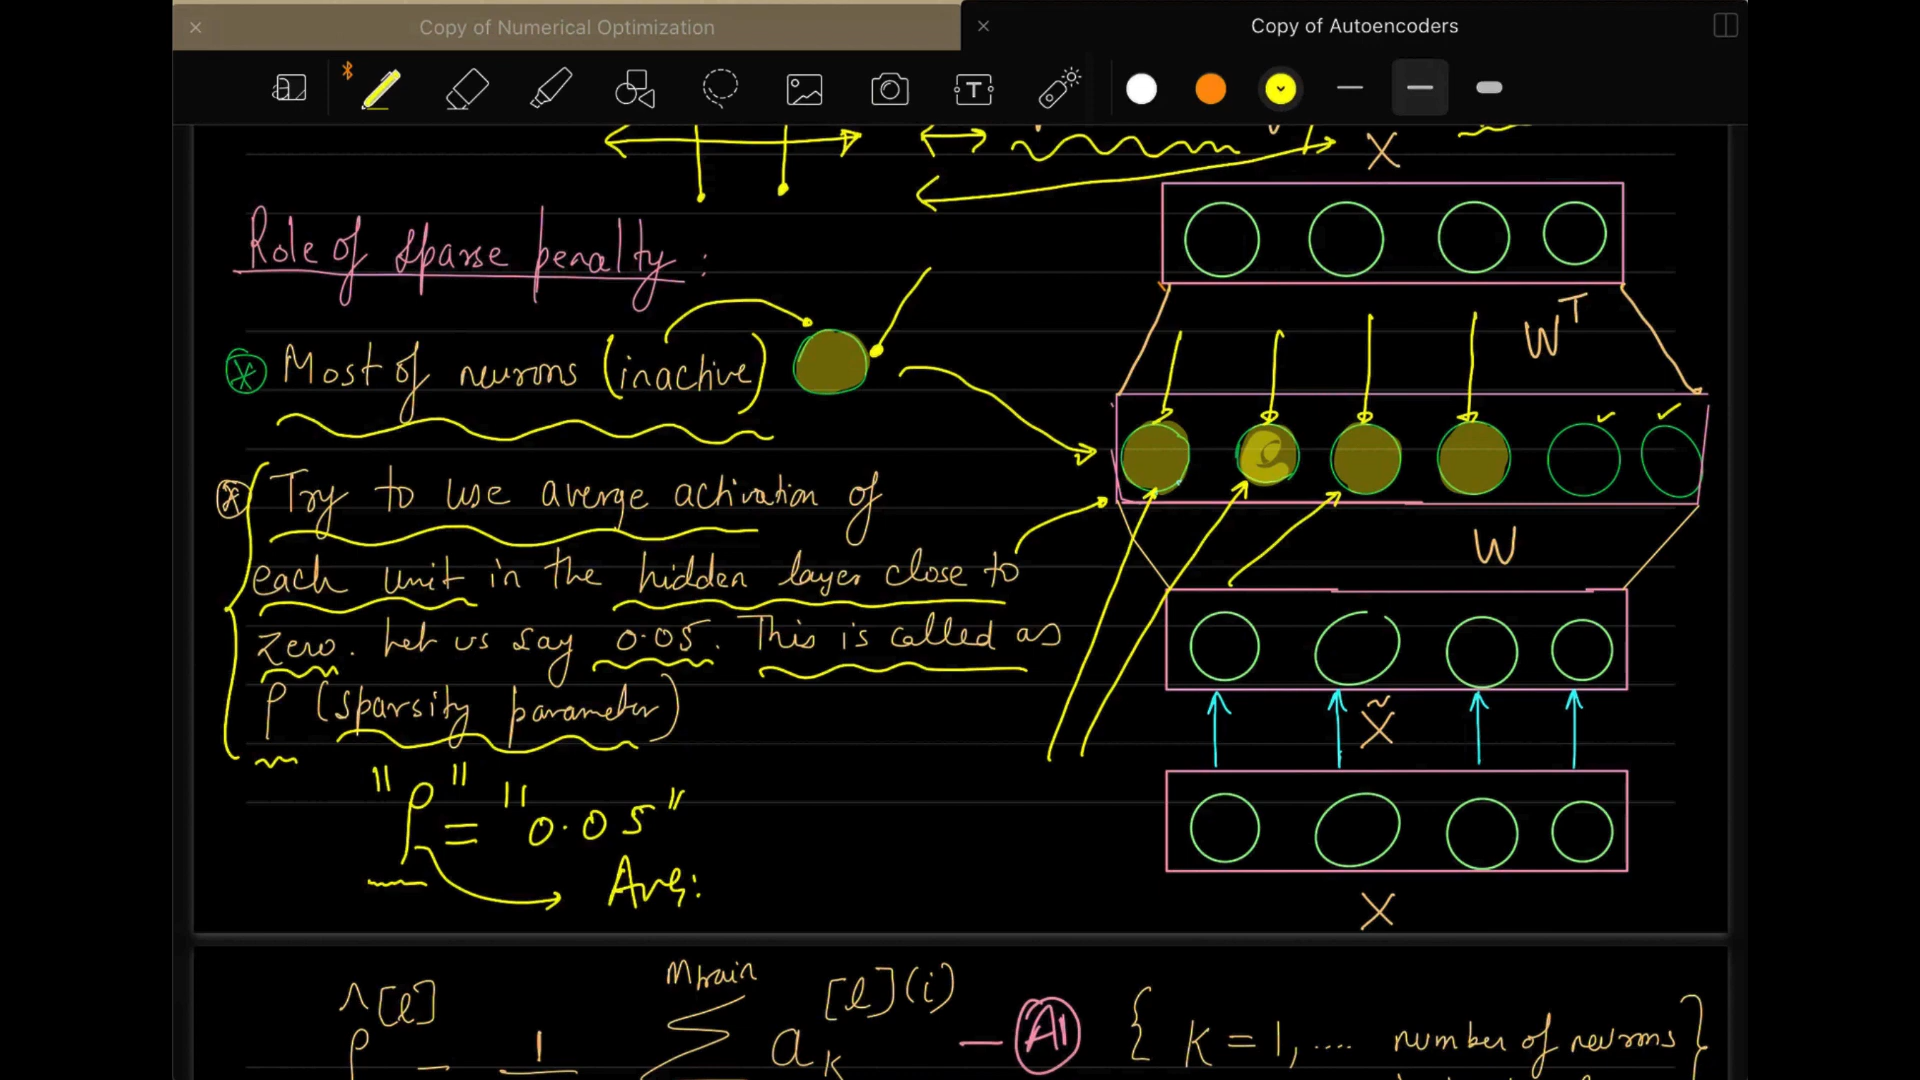 Copy of Numerical Optimization
Copy of Autoencoders
T
X
Role of sparse penalty :
W^T
Most of neurons (inactive)
Try to use averge activation of
W
each unit in the hidden layer close to
zero. Let us say 0.05. This is called as
ρ (sparsity parameter)
X̃
"ρ" = "0.05"
Avg:
X
Mtrain
^[l] [l](i)
ρ = 1 Σ a_k — A1 { K = 1, .... number of neurons }